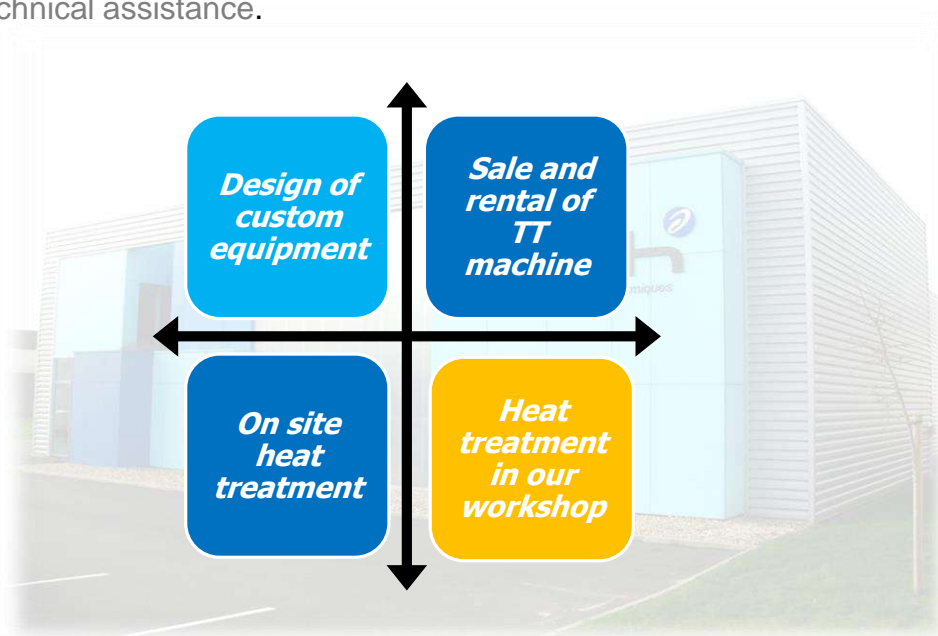 chnical assistance.
Design of
custom
equipment
Sale and
rental of
TT
machine
On site
heat
treatment
Heat
treatment
in our
workshop
h
miques